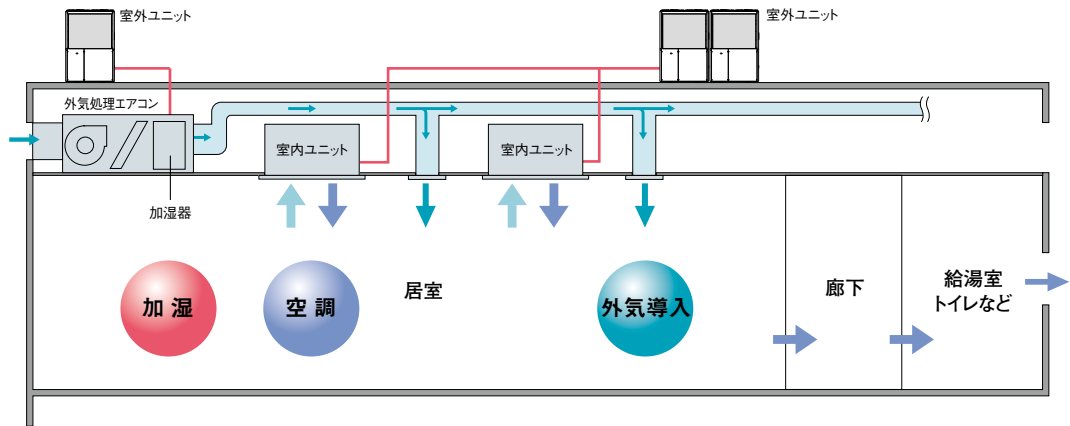 室外ユニット
室外ユニット
外気処理エアコン
室内ユニット
室内ユニット
加湿器
加湿
空調
居室
外気導入
廊下
給湯室
トイレなど